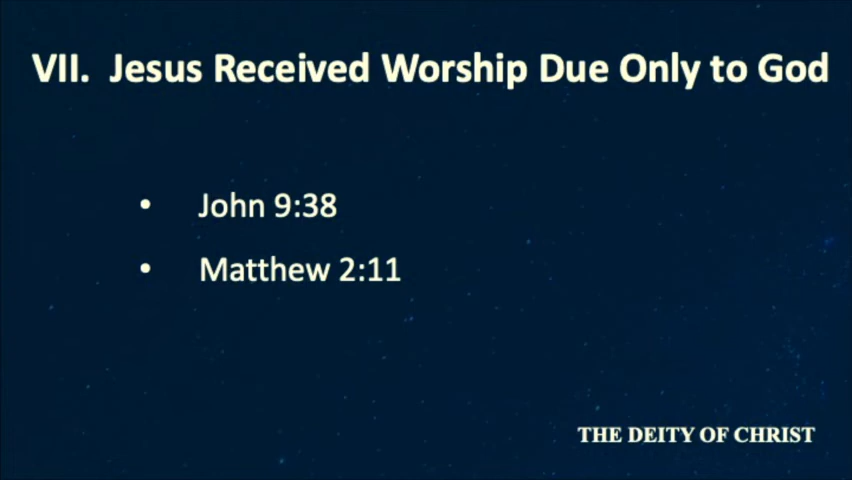 VII. Jesus Received Worship Due Only to God
• John 9:38
• Matthew 2:11
THE DEITY OF CHRIST